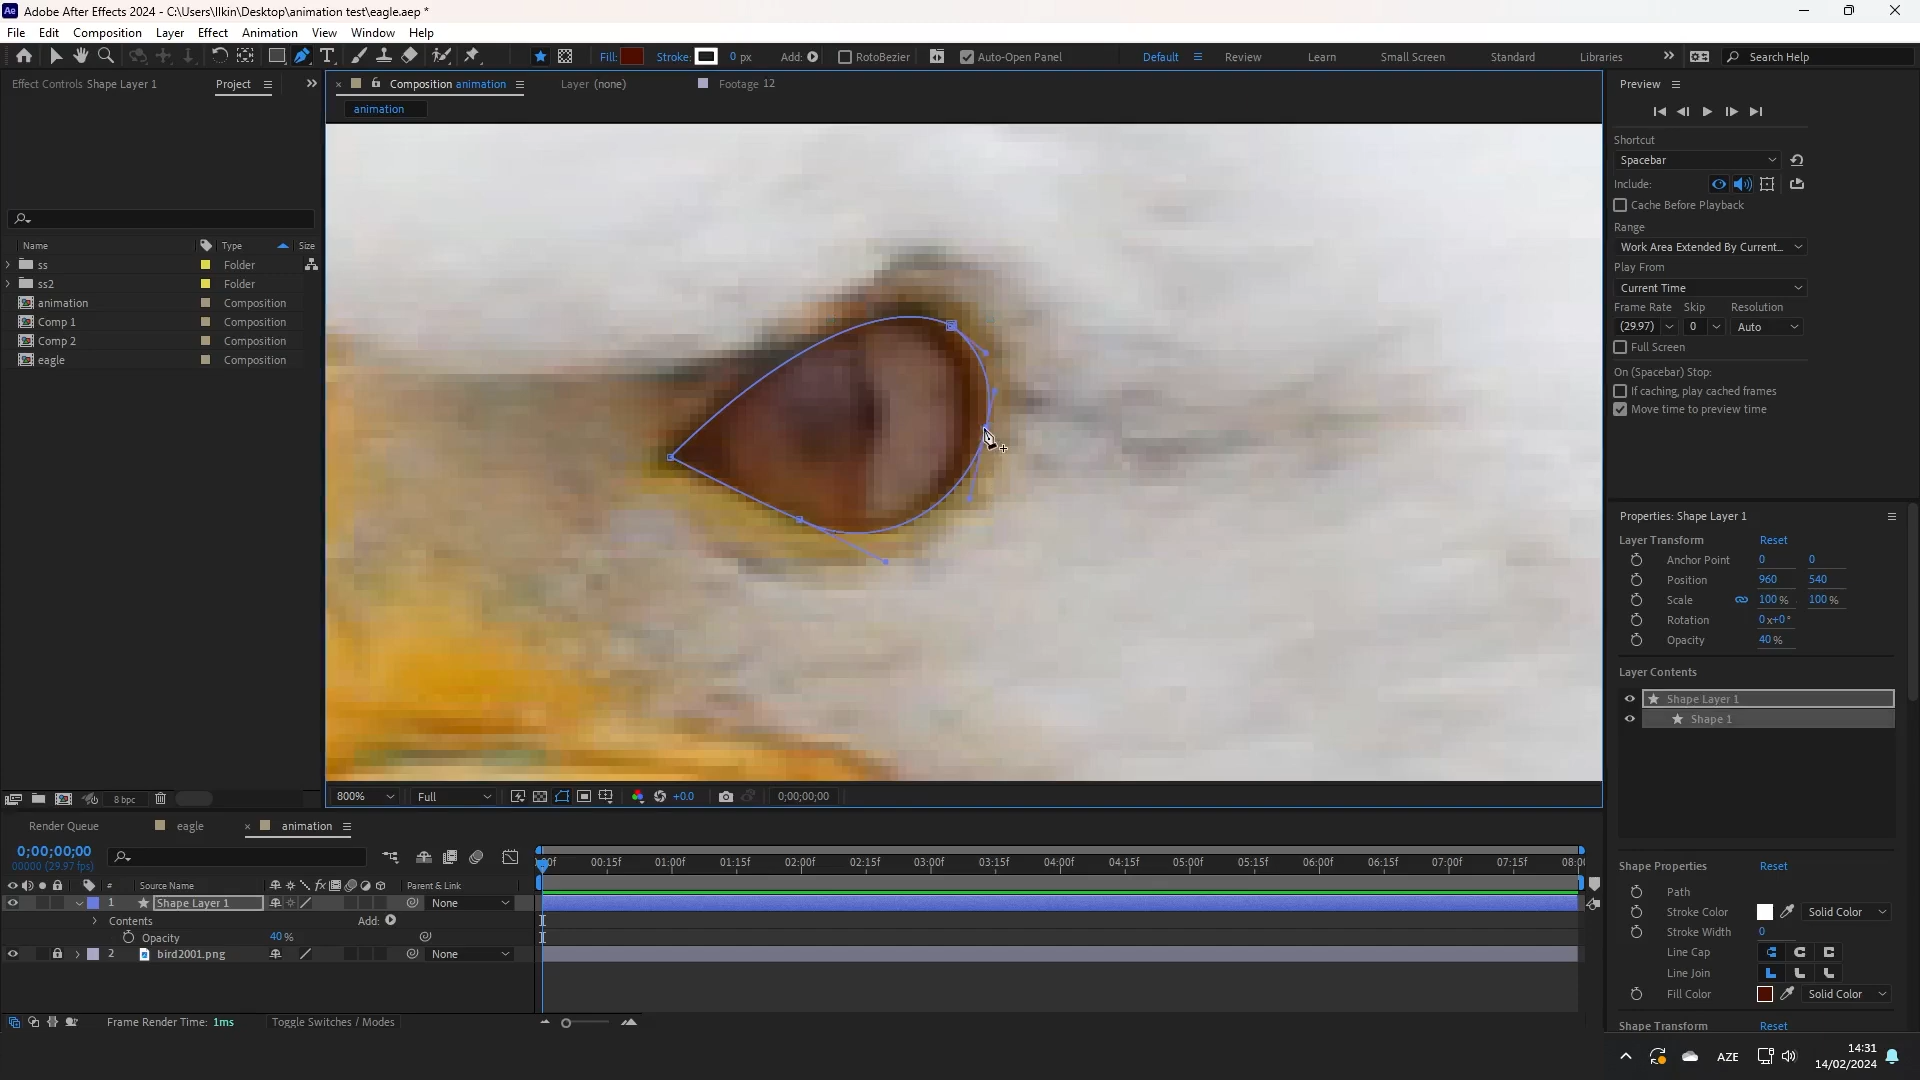 Adobe After Effects 2024 - C:\Users\Ilkin\Desktop\animation test\eagle.aep *
File Edit Composition Layer Effect Animation View Window Help
Fill: Stroke: 0 px Add: RotoBezier Auto-Open Panel Default Review Learn Small Screen Standard Libraries Search Help
Effect Controls Shape Layer 1 Project
Composition animation Layer (none) Footage 12
animation
Name Type Size
ss Folder
ss2 Folder
animation Composition
Comp 1 Composition
Comp 2 Composition
eagle Composition
8 bpc
800% Full +0.0 0;00;00;00
Preview
Shortcut
Spacebar
Include:
Cache Before Playback
Range
Work Area Extended By Current...
Play From
Current Time
Frame Rate Skip Resolution
(29.97) 0 Auto
Full Screen
On (Spacebar) Stop:
If caching, play cached frames
Move time to preview time
Properties: Shape Layer 1
Layer Transform Reset
Anchor Point 0 0
Position 960 540
Scale 100 % 100 %
Rotation 0x+0°
Opacity 40 %
Layer Contents
Shape Layer 1
Shape 1
Shape Properties Reset
Path
Stroke Color Solid Color
Stroke Width 0
Line Cap
Line Join
Fill Color Solid Color
Shape Transform Reset
Render Queue eagle animation
0;00;00;00
00000 (29.97 fps)
00:15f 01:00f 01:15f 02:00f 02:15f 03:00f 03:15f 04:00f 04:15f 05:00f 05:15f 06:00f 06:15f 07:00f 07:15f 08:00
# Source Name fx Parent & Link
1 Shape Layer 1 None
Contents Add:
Opacity 40 %
2 bird2001.png None
Frame Render Time: 1ms Toggle Switches / Modes
AZE
14:31
14/02/2024